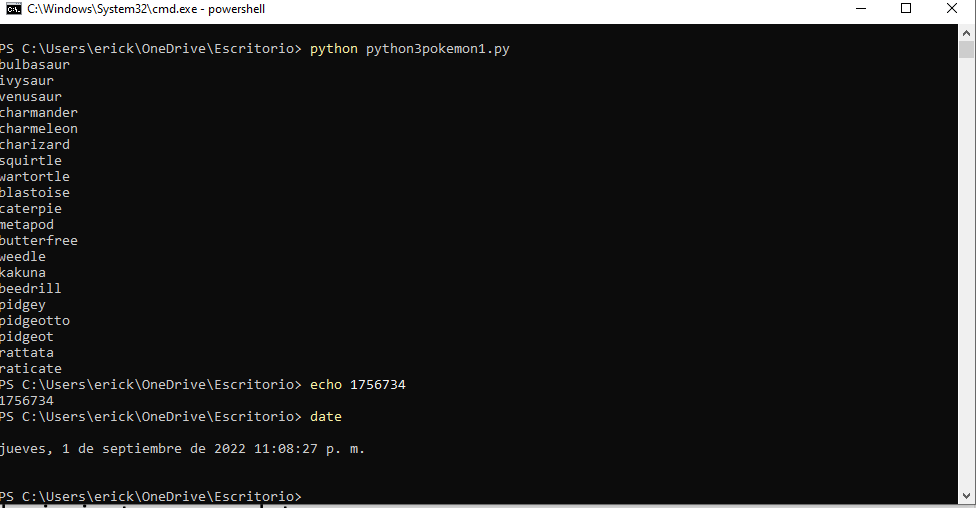 C:\Windows\System32\cmd.exe - powershell
PS C:\Users\erick\OneDrive\Escritorio> python python3pokemon1.py
bulbasaur
ivysaur
venusaur
charmander
charmeleon
charizard
squirtle
wartortle
blastoise
caterpie
metapod
butterfree
weedle
kakuna
beedrill
pidgey
pidgeotto
pidgeot
rattata
raticate
PS C:\Users\erick\OneDrive\Escritorio> echo 1756734
1756734
PS C:\Users\erick\OneDrive\Escritorio> date
jueves, 1 de septiembre de 2022 11:08:27 p. m.
PS C:\Users\erick\OneDrive\Escritorio>